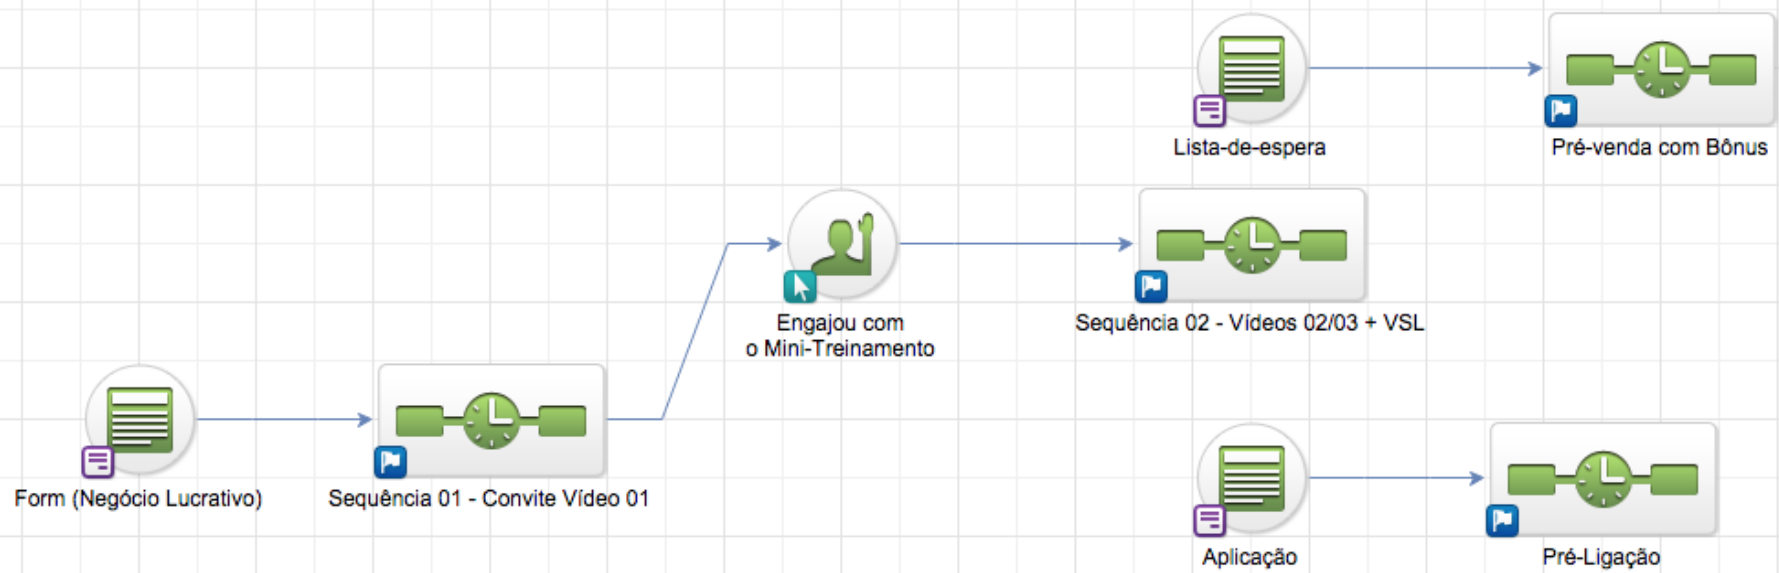 Lista-de-espera
Pré-venda com Bônus
Engajou com
o Mini-Treinamento
Sequência 02 - Vídeos 02/03 + VSL
Form (Negócio Lucrativo)
Sequência 01 - Convite Vídeo 01
Aplicação
Pré-Ligação